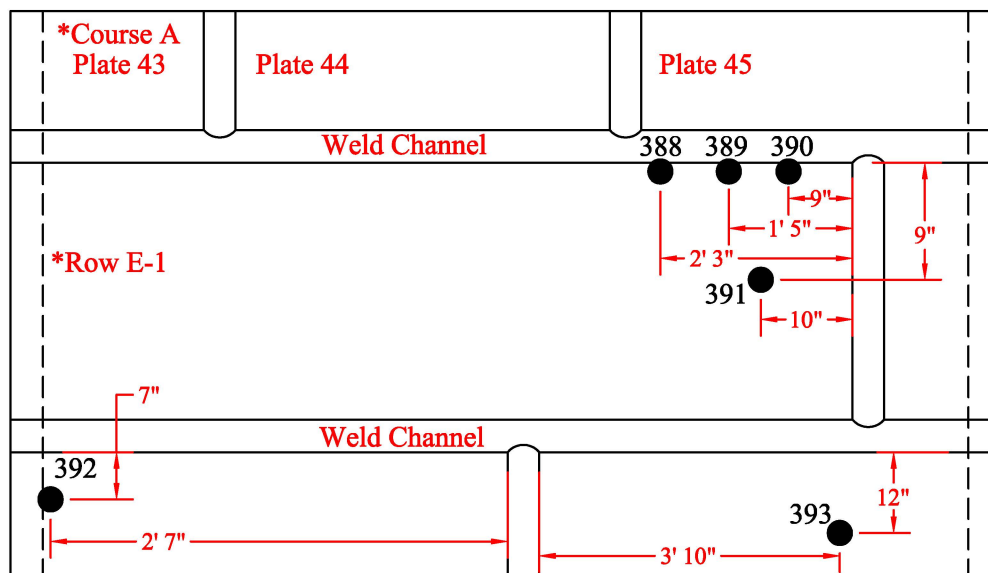 *Course A
Plate 43
Plate 44
Plate 45
Weld Channel
388
389
390
9"
1' 5"
9"
2' 3"
*Row E-1
391
10"
7"
Weld Channel
392
12"
393
2' 7"
3' 10"